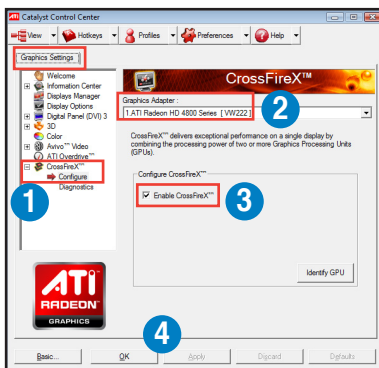 ATI Catalyst Control Center
View Hotkeys Profiles Preferences Help
Graphics Settings
Welcome
Information Center
Displays Manager
Display Options
Digital Panel (DVI) 3
3D
Color
Avivo™ Video
ATI Overdrive™
CrossFireX™
Configure
Diagnostics
1
ATI
RADEON
GRAPHICS
CrossFireX™
Graphics Adapter :
1.ATI Radeon HD 4800 Series [ VW222 ]
2
CrossFireX™ delivers exceptional performance on a single display by
combining the processing power of two or more Graphics Processing Units
(GPUs).
Configure CrossFireX™
Enable CrossFireX™
3
Identify GPU
4
Basic... OK Apply Discard Defaults